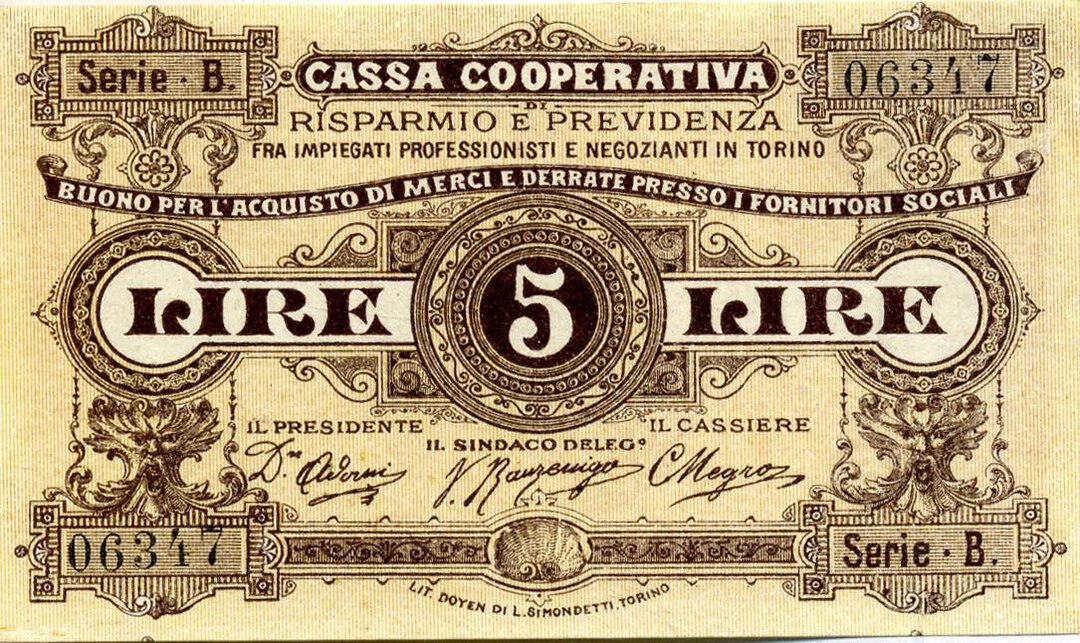 Serie · B.
CASSA COOPERATIVA
06347
DI
RISPARMIO E PREVIDENZA
FRA IMPIEGATI PROFESSIONISTI E NEGOZIANTI IN TORINO
BUONO PER L'ACQUISTO DI MERCI E DERRATE PRESSO I FORNITORI SOCIALI
LIRE 5 LIRE
IL PRESIDENTE
IL SINDACO DELEGº
IL CASSIERE
C Negro
06347
Serie · B.
LIT. DOYEN DI L. SIMONDETTI. TORINO